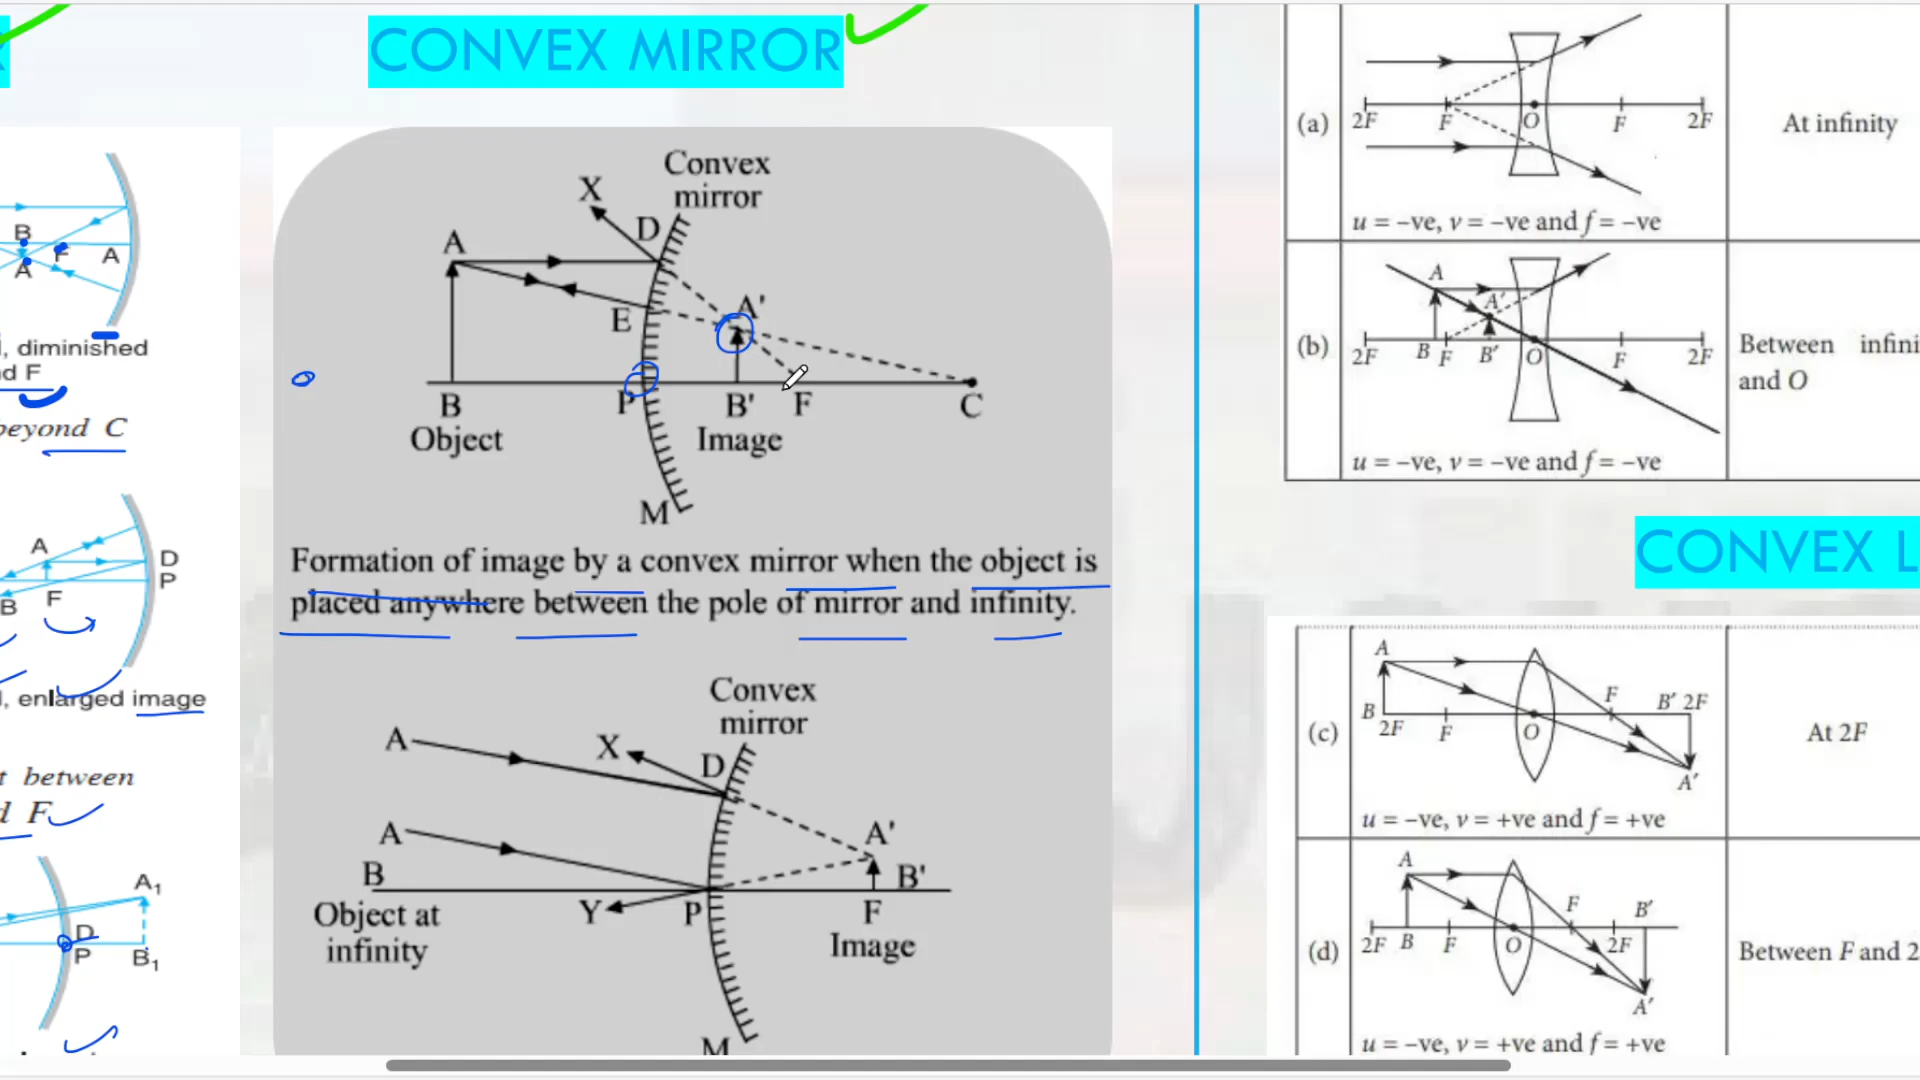 CONVEX MIRROR
B
A
F
A
diminished
d F
beyond C
A
D
P
B
F
, enlarged image
t between
d F
A1
D
P
B1
Convex
mirror
X
D
A
A'
E
B
P
B'
F
C
Object
Image
M
Formation of image by a convex mirror when the object is
placed anywhere between the pole of mirror and infinity.
Convex
mirror
A
X
D
A
A'
B
B'
Object at
infinity
Y
P
F
Image
M
(a)
2F
F
O
F
2F
At infinity
u = –ve, v = –ve and f = –ve
A
A'
(b)
2F
B
F
B'
O
F
2F
Between infini
and O
u = –ve, v = –ve and f = –ve
CONVEX L
A
F
B' 2F
B
(c)
2F
F
O
At 2F
A'
u = –ve, v = +ve and f = +ve
A
F
B'
(d)
2F
B
F
O
2F
Between F and 2
A'
u = –ve, v = +ve and f = +ve